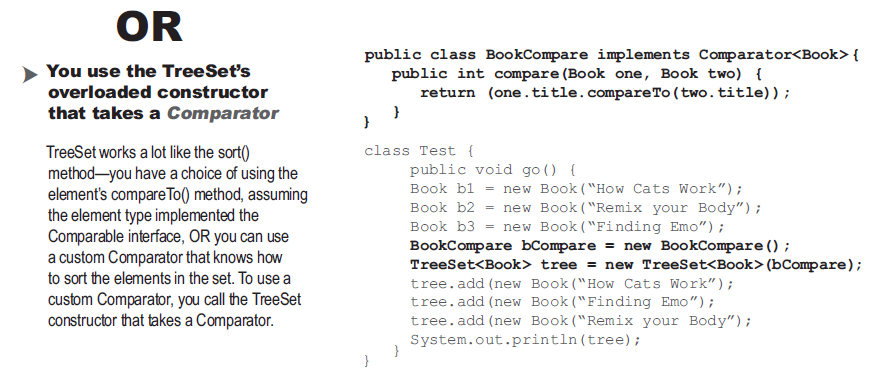 OR
➤ You use the TreeSet’s
overloaded constructor
that takes a Comparator
TreeSet works a lot like the sort()
method—you have a choice of using the
element’s compareTo() method, assuming
the element type implemented the
Comparable interface, OR you can use
a custom Comparator that knows how
to sort the elements in the set. To use a
custom Comparator, you call the TreeSet
constructor that takes a Comparator.
public class BookCompare implements Comparator<Book> {
public int compare(Book one, Book two) {
return (one.title.compareTo(two.title));
}
}
class Test {
public void go() {
Book b1 = new Book(“How Cats Work”);
Book b2 = new Book(“Remix your Body”);
Book b3 = new Book(“Finding Emo”);
BookCompare bCompare = new BookCompare();
TreeSet<Book> tree = new TreeSet<Book>(bCompare);
tree.add(new Book(“How Cats Work”);
tree.add(new Book(“Finding Emo”);
tree.add(new Book(“Remix your Body”);
System.out.println(tree);
}
}